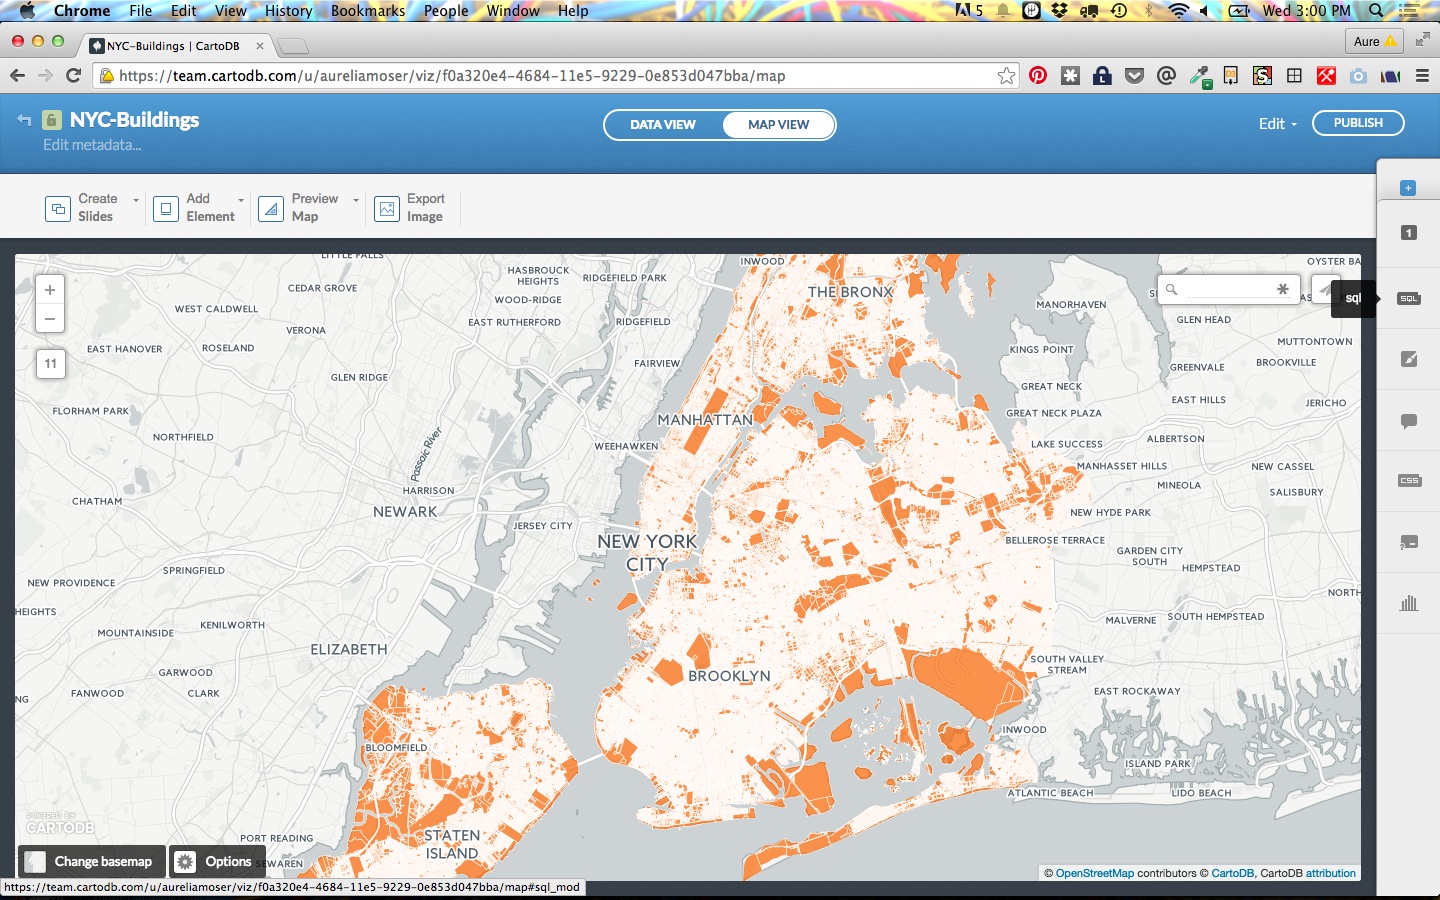 Chrome File Edit View History Bookmarks People Window Help
5
Wed 3:00 PM
NYC-Buildings | CartoDB
Aure
https://team.cartodb.com/u/aureliamoser/viz/f0a320e4-4684-11e5-9229-0e853d047bba/map
NYC-Buildings
Edit metadata...
DATA VIEW
MAP VIEW
Edit
PUBLISH
Create
Slides
Add
Element
Preview
Map
Export
Image
1
SQL
sql
CSS
+
−
11
LITTLE FALLS
INWOOD
OYSTER BA
HASBROUCK
HEIGHTS
RIDGEFIELD PARK
CEDAR GROVE
THE BRONX
WOOD-RIDGE
MANORHAVEN
WEST CALDWELL
EAST RUTHERFORD
RIDGEFIELD
GLEN HEAD
VERONA
EAST HANOVER
ROSELAND
KINGS POINT
MUTTONTOWN
FAIRVIEW
GREENVALE
BROOKVILLE
GLEN RIDGE
GREAT NECK
FLORHAM PARK
MANHATTAN
GREAT NECK PLAZA
EAST HILLS
JERICHO
NORTHFIELD
Passaic River
WEEHAWKEN
LAKE SUCCESS
ALBERTSON
MANHASSET HILLS
NEW CASSEL
HARRISON
MINEOLA
SALISBURY
CHATHAM
NEWARK
JERSEY CITY
NEW HYDE PARK
NEW YORK
CITY
BELLEROSE TERRACE
GARDEN CITY
SOUTH
SPRINGFIELD
HEMPSTEAD
NEW PROVIDENCE
NORTH
HEIGHTS
KENILWORTH
MOUNTAINSIDE
MALVERNE
SOUTH HEMPSTEAD
ELIZABETH
SOUTH VALLEY
STREAM
GARWOOD
BROOKLYN
NG
FANWOOD
CLARK
EAST ROCKAWAY
INWOOD
BLOOMFIELD
ISLAND PARK
ATLANTIC BEACH
LIDO BEACH
POWERED BY
CARTODB
PORT READING
STATEN
ISLAND
SEWAREN
Change basemap
Options
© OpenStreetMap contributors © CartoDB, CartoDB attribution
https://team.cartodb.com/u/aureliamoser/viz/f0a320e4-4684-11e5-9229-0e853d047bba/map#sql_mod